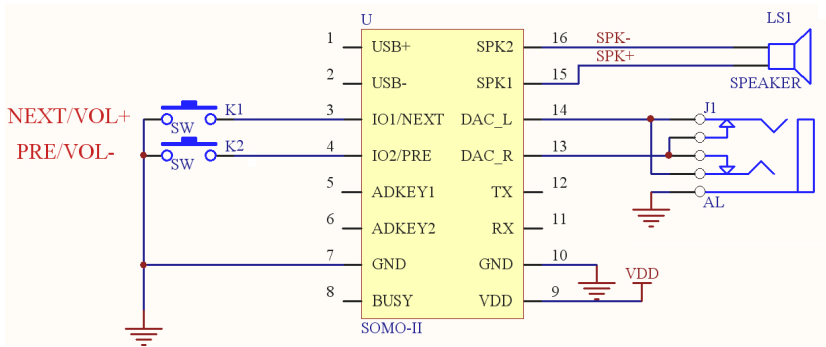 U
LS1
1 USB+ SPK2 16 SPK-
SPK+
2 USB- SPK1 15 SPEAKER
NEXT/VOL+ SW K1 3 IO1/NEXT DAC_L 14 J1
PRE/VOL- SW K2 4 IO2/PRE DAC_R 13
5 ADKEY1 TX 12 AL
6 ADKEY2 RX 11
7 GND GND 10 VDD
8 BUSY VDD 9
SOMO-II